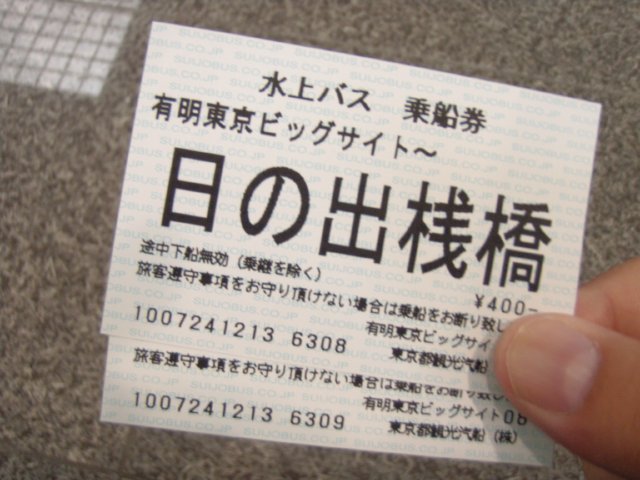 水上バス 乗船券
有明東京ビッグサイト～
日の出桟橋
途中下船無効(乗継を除く) ¥400-
旅客遵守事項をお守り頂けない場合は乗船をお断り致し
1007241213 6308
有明東京ビッグサイ
東京都観光汽船
旅客遵守事項をお守り頂けない場合は乗船をお断り致し
1007241213 6309
有明東京ビッグサイト08
東京都観光汽船(株)
SUIJOBUS.CO.JP